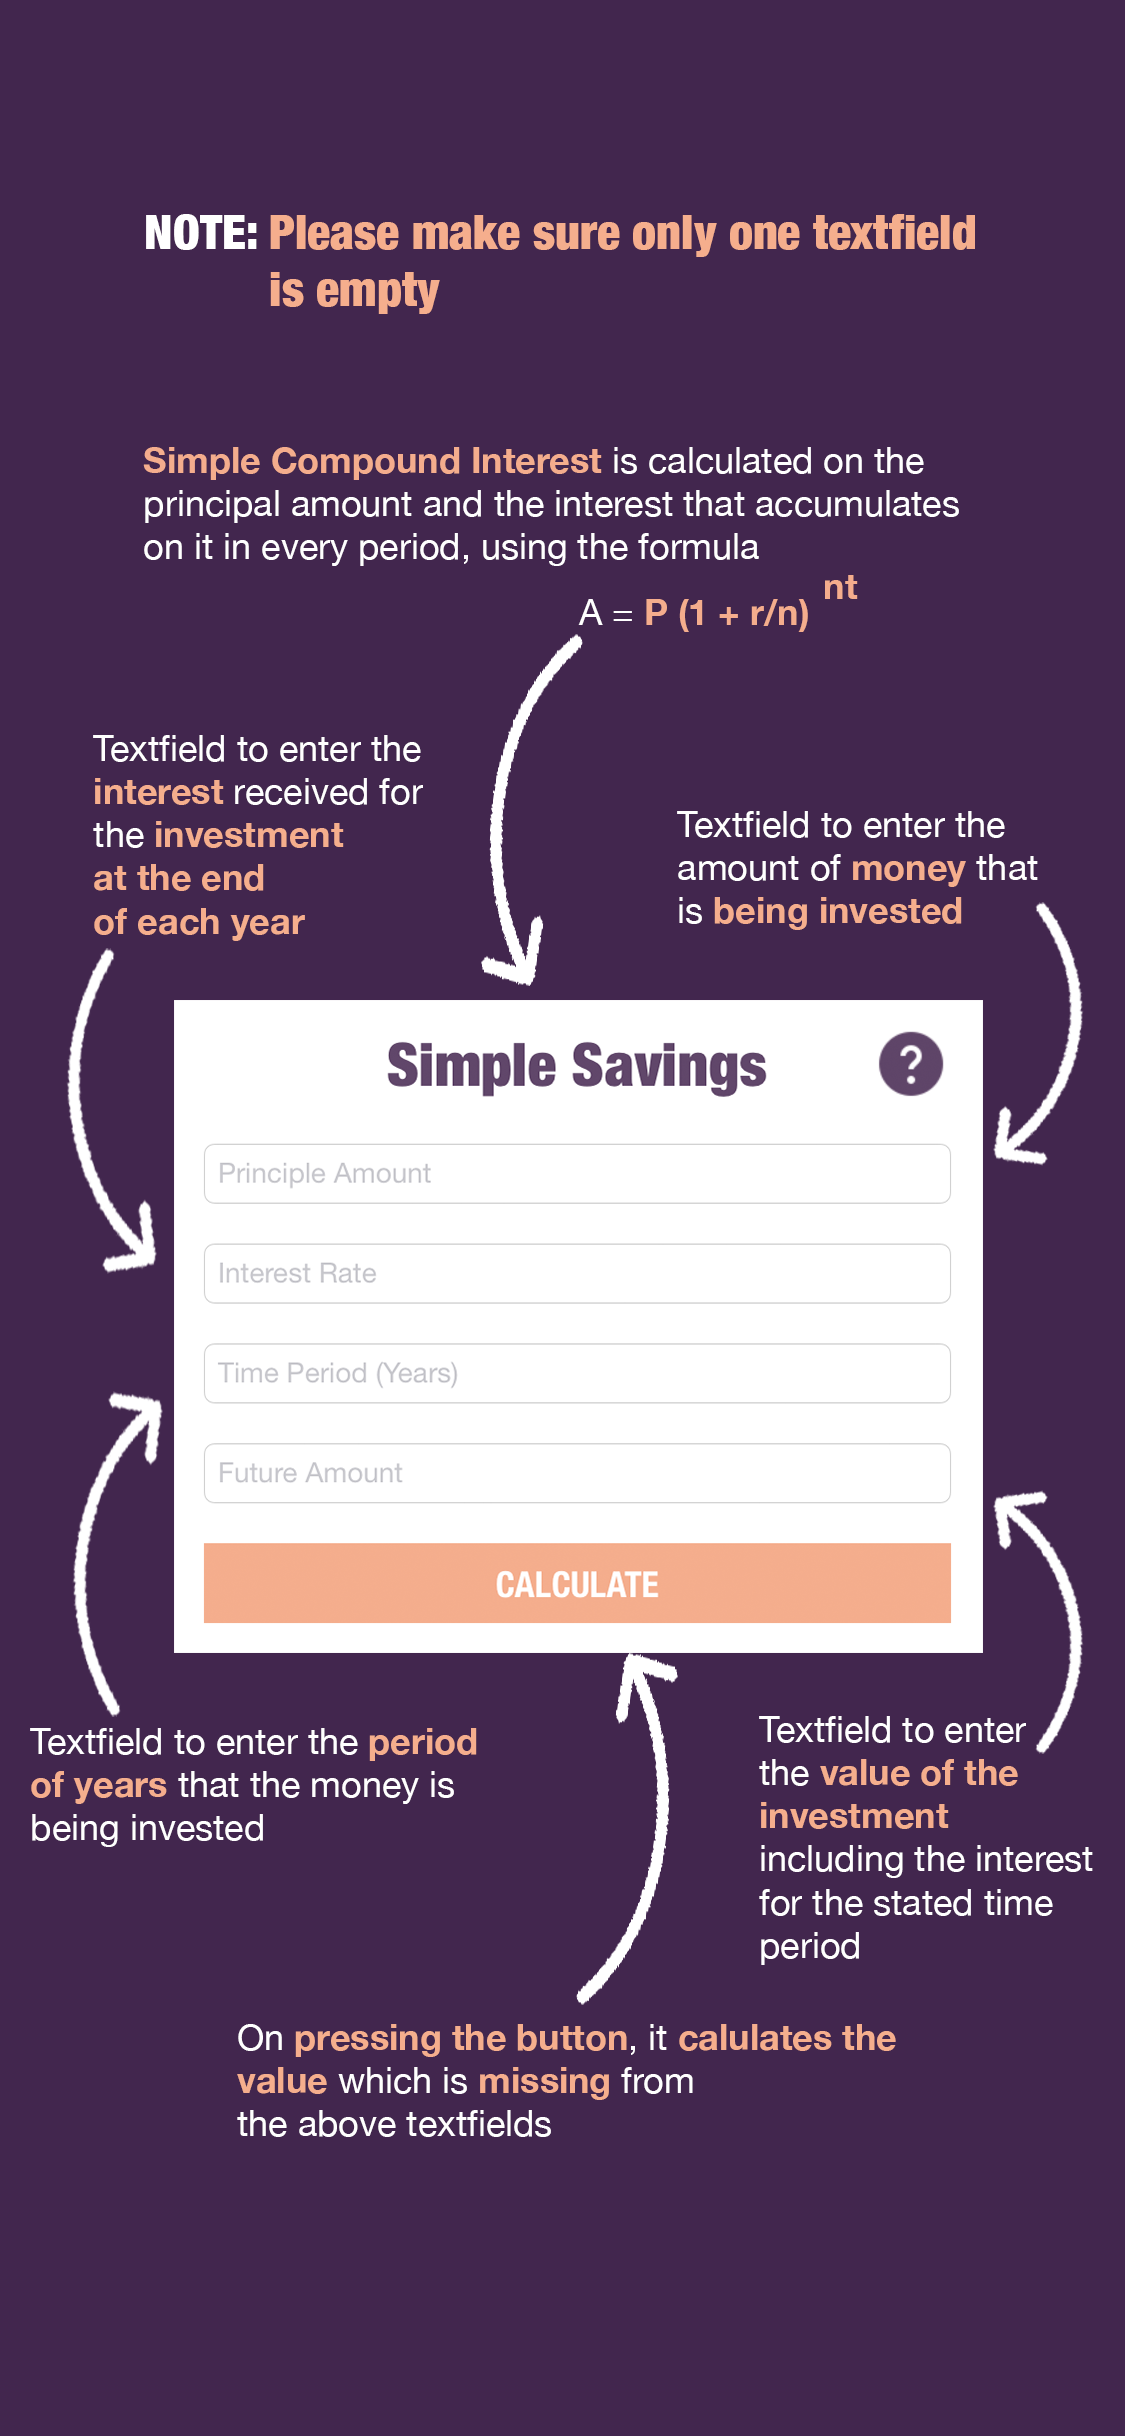 NOTE: Please make sure only one textfield
is empty
Simple Compound Interest is calculated on the
principal amount and the interest that accumulates
on it in every period, using the formula
A = P (1 + r/n) nt
Textfield to enter the
interest received for
the investment
at the end
of each year
Textfield to enter the
amount of money that
is being invested
Simple Savings
?
Principle Amount
Interest Rate
Time Period (Years)
Future Amount
CALCULATE
Textfield to enter the period
of years that the money is
being invested
Textfield to enter
the value of the
investment
including the interest
for the stated time
period
On pressing the button, it calulates the
value which is missing from
the above textfields